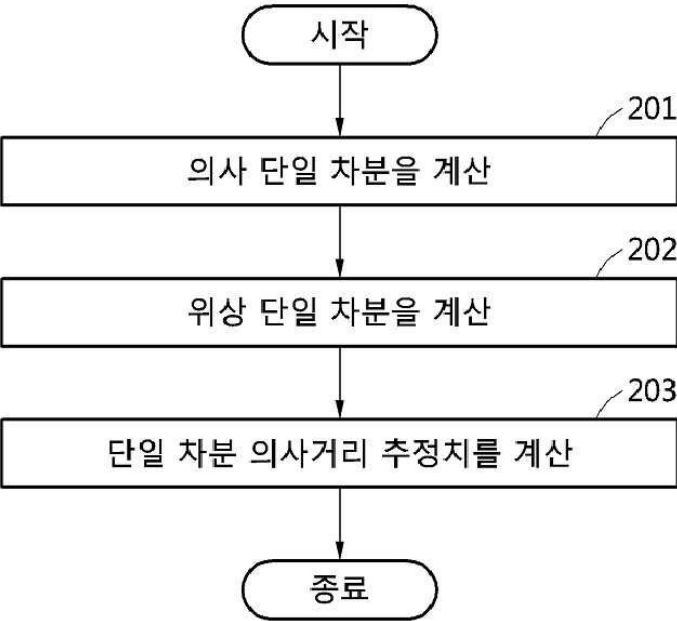 시작
201
의사 단일 차분을 계산
202
위상 단일 차분을 계산
203
단일 차분 의사거리 추정치를 계산
종료